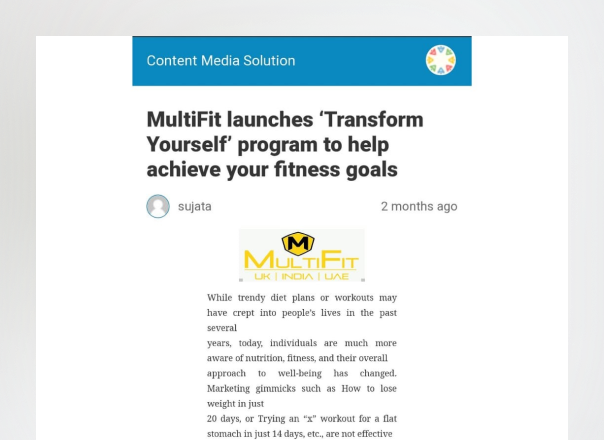 Content Media Solution
MultiFit launches ‘Transform
Yourself’ program to help
achieve your fitness goals
sujata
2 months ago
M
MULTIFIT
UK | INDIA | UAE
While trendy diet plans or workouts may
have crept into people’s lives in the past
several
years, today, individuals are much more
aware of nutrition, fitness, and their overall
approach to well-being has changed.
Marketing gimmicks such as How to lose
weight in just
20 days, or Trying an “x” workout for a flat
stomach in just 14 days, etc., are not effective